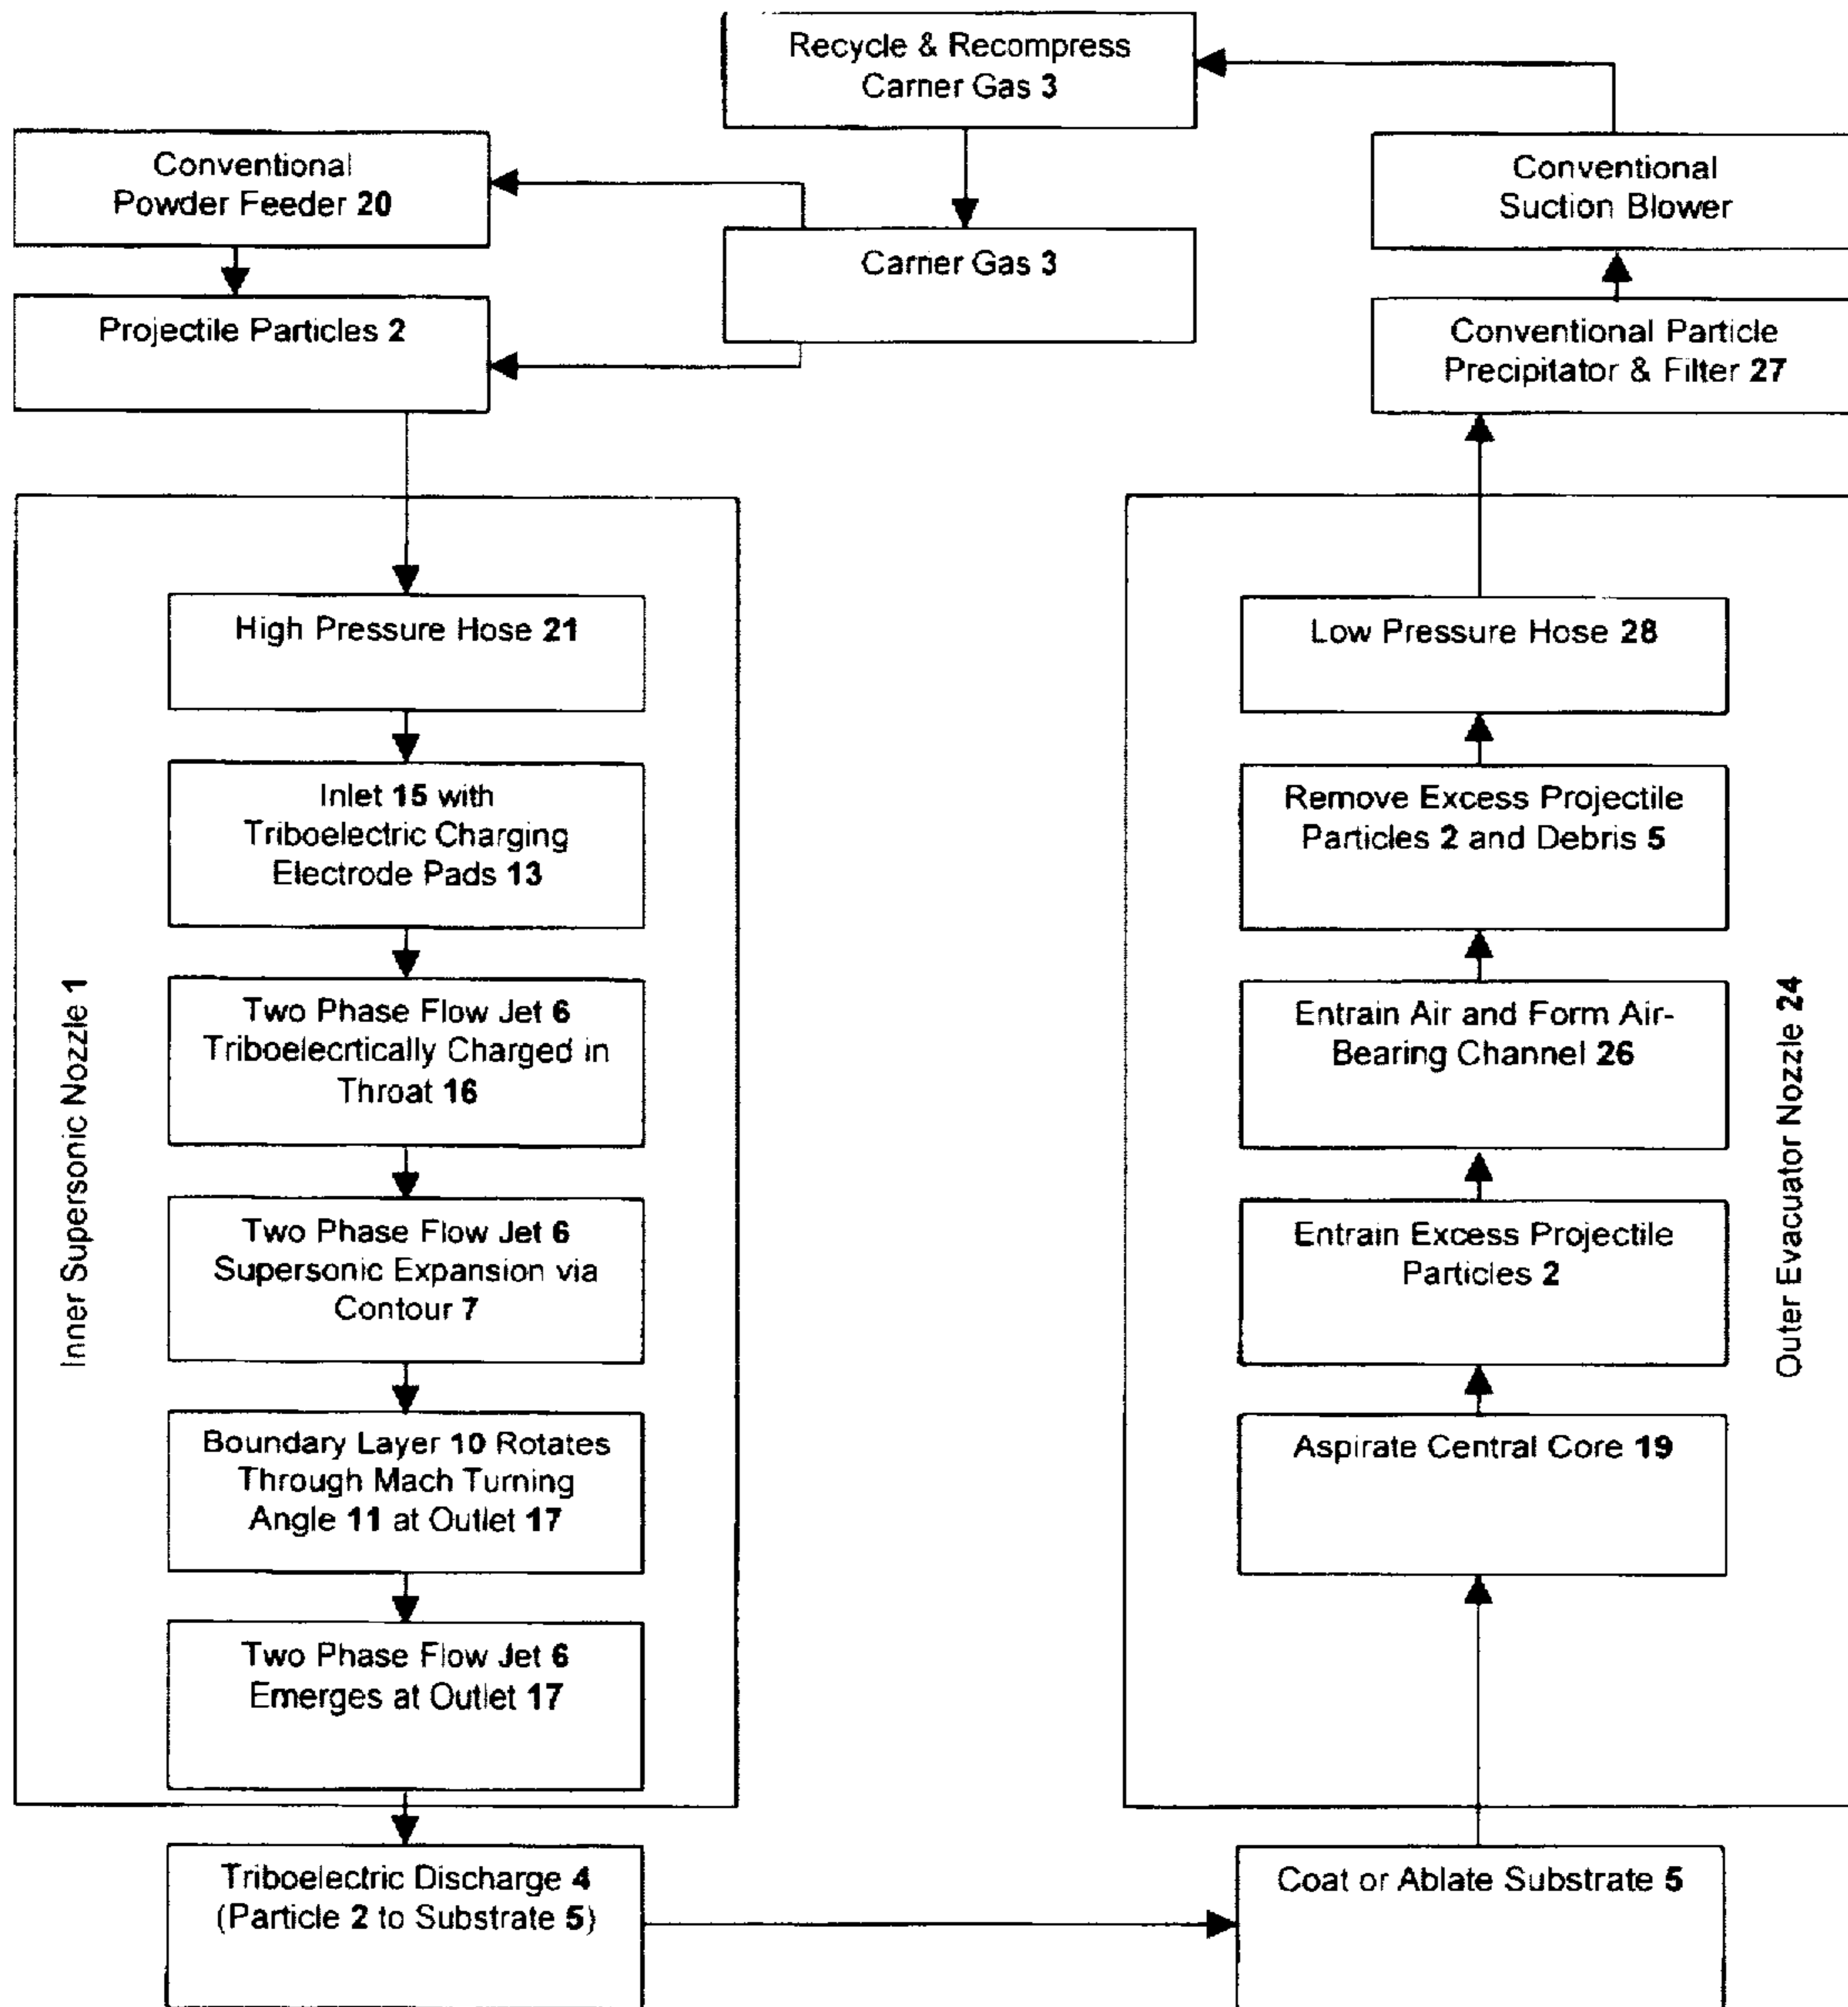 Recycle & Recompress
Carrier Gas 3
Conventional
Powder Feeder 20
Carrier Gas 3
Projectile Particles 2
Conventional
Suction Blower
Conventional Particle
Precipitator & Filter 27
Inner Supersonic Nozzle 1
High Pressure Hose 21
Inlet 15 with
Triboelectric Charging
Electrode Pads 13
Two Phase Flow Jet 6
Triboelecrtically Charged in
Throat 16
Two Phase Flow Jet 6
Supersonic Expansion via
Contour 7
Boundary Layer 10 Rotates
Through Mach Turning
Angle 11 at Outlet 17
Two Phase Flow Jet 6
Emerges at Outlet 17
Triboelectric Discharge 4
(Particle 2 to Substrate 5)
Outer Evacuator Nozzle 24
Low Pressure Hose 28
Remove Excess Projectile
Particles 2 and Debris 5
Entrain Air and Form Air-
Bearing Channel 26
Entrain Excess Projectile
Particles 2
Aspirate Central Core 19
Coat or Ablate Substrate 5